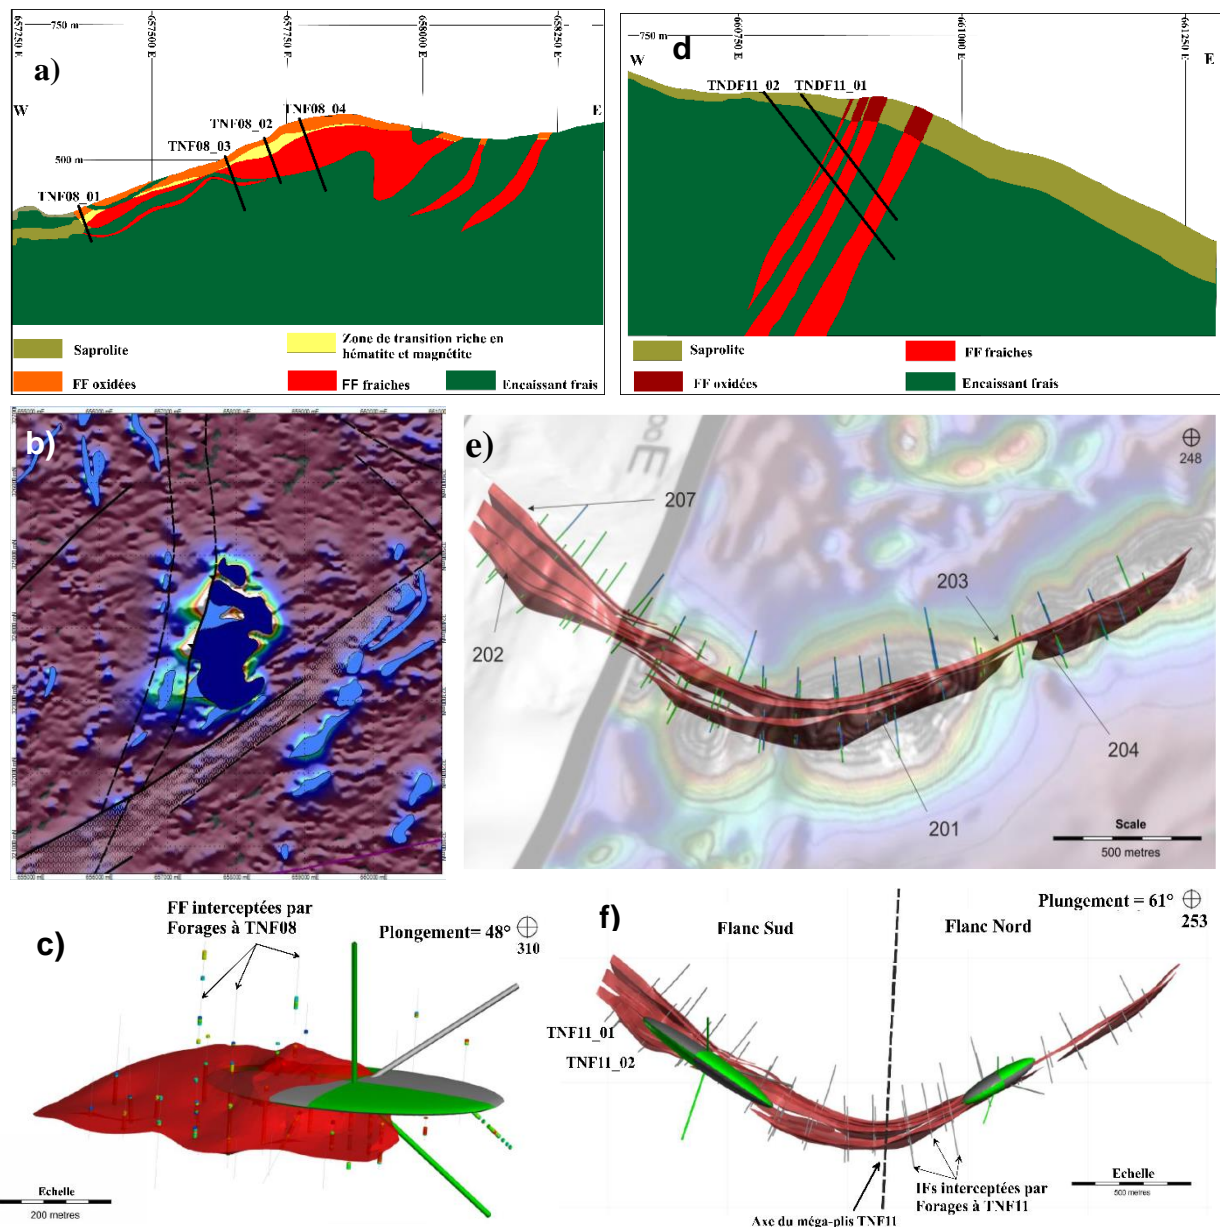 a)
750 m
657250 E
657500 E
657750 E
658000 E
658250 E
W
E
500 m
TNF08_04
TNF08_02
TNF08_03
TNF08_01
Saprolite
Zone de transition riche en
hématite et magnétite
FF oxidées
FF fraiches
Encaissant frais
d
750 m
660750 E
661000 E
661250 E
W
E
TNDF11_02
TNDF11_01
Saprolite
FF fraiches
FF oxidées
Encaissant frais
b)
e)
248
207
202
203
204
201
Scale
500 metres
c)
FF interceptées par
Forages à TNF08
Plongement= 48°
310
Echelle
200 metres
f)
Plungement = 61°
253
Flanc Sud
Flanc Nord
TNF11_01
TNF11_02
Axe du méga-plis TNF11
IFs interceptées par
Forages à TNF11
Echelle
500 metres